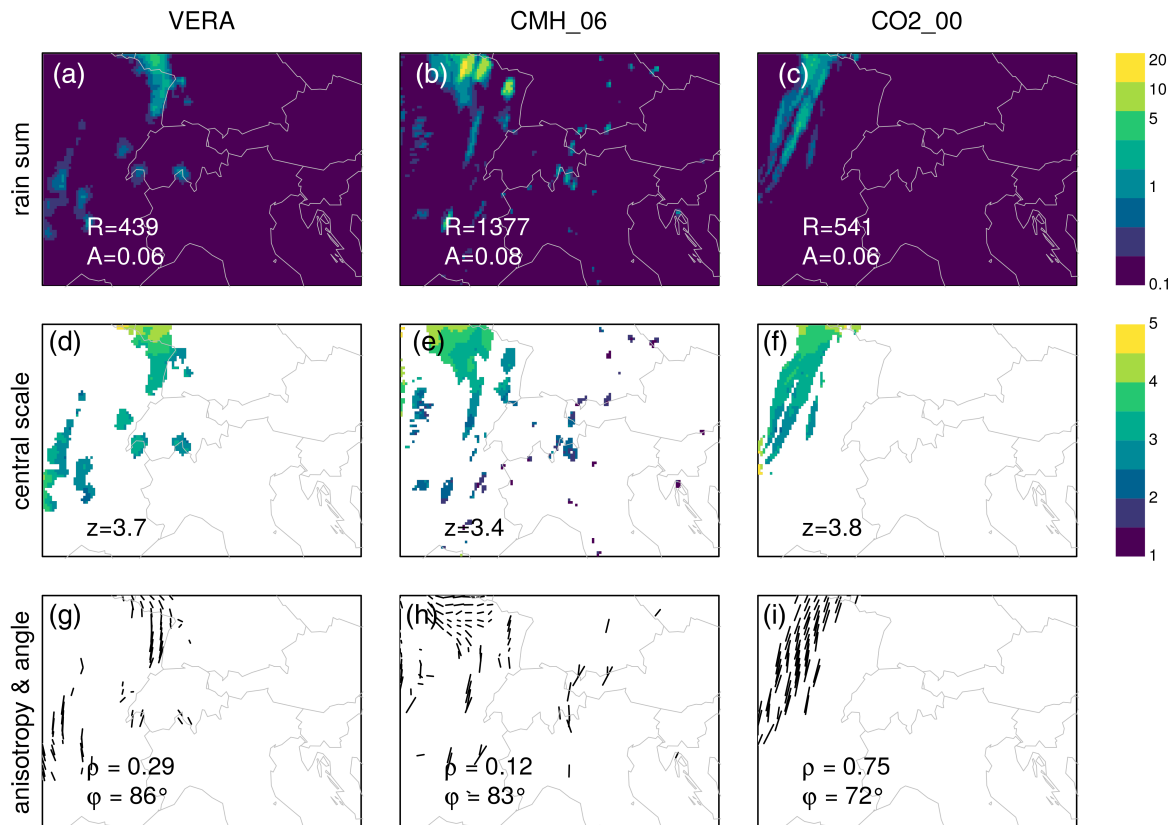 VERA CMH_06 CO2_00
rain sum
(a) (b) (c)
R=439 R=1377 R=541
A=0.06 A=0.08 A=0.06
20
10
5
1
0.1
central scale
(d) (e) (f)
z=3.7 z=3.4 z=3.8
5
4
3
2
1
anisotropy & angle
(g) (h) (i)
ρ = 0.29 ρ = 0.12 ρ = 0.75
φ = 86° φ = 83° φ = 72°